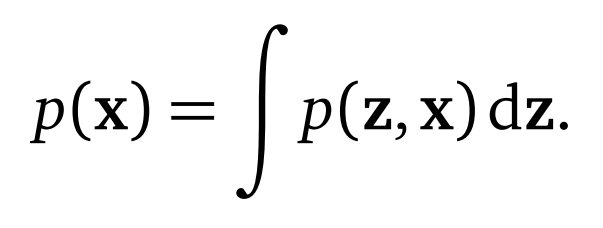 p(𝐱) = ∫ p(𝐳, 𝐱) d𝐳.